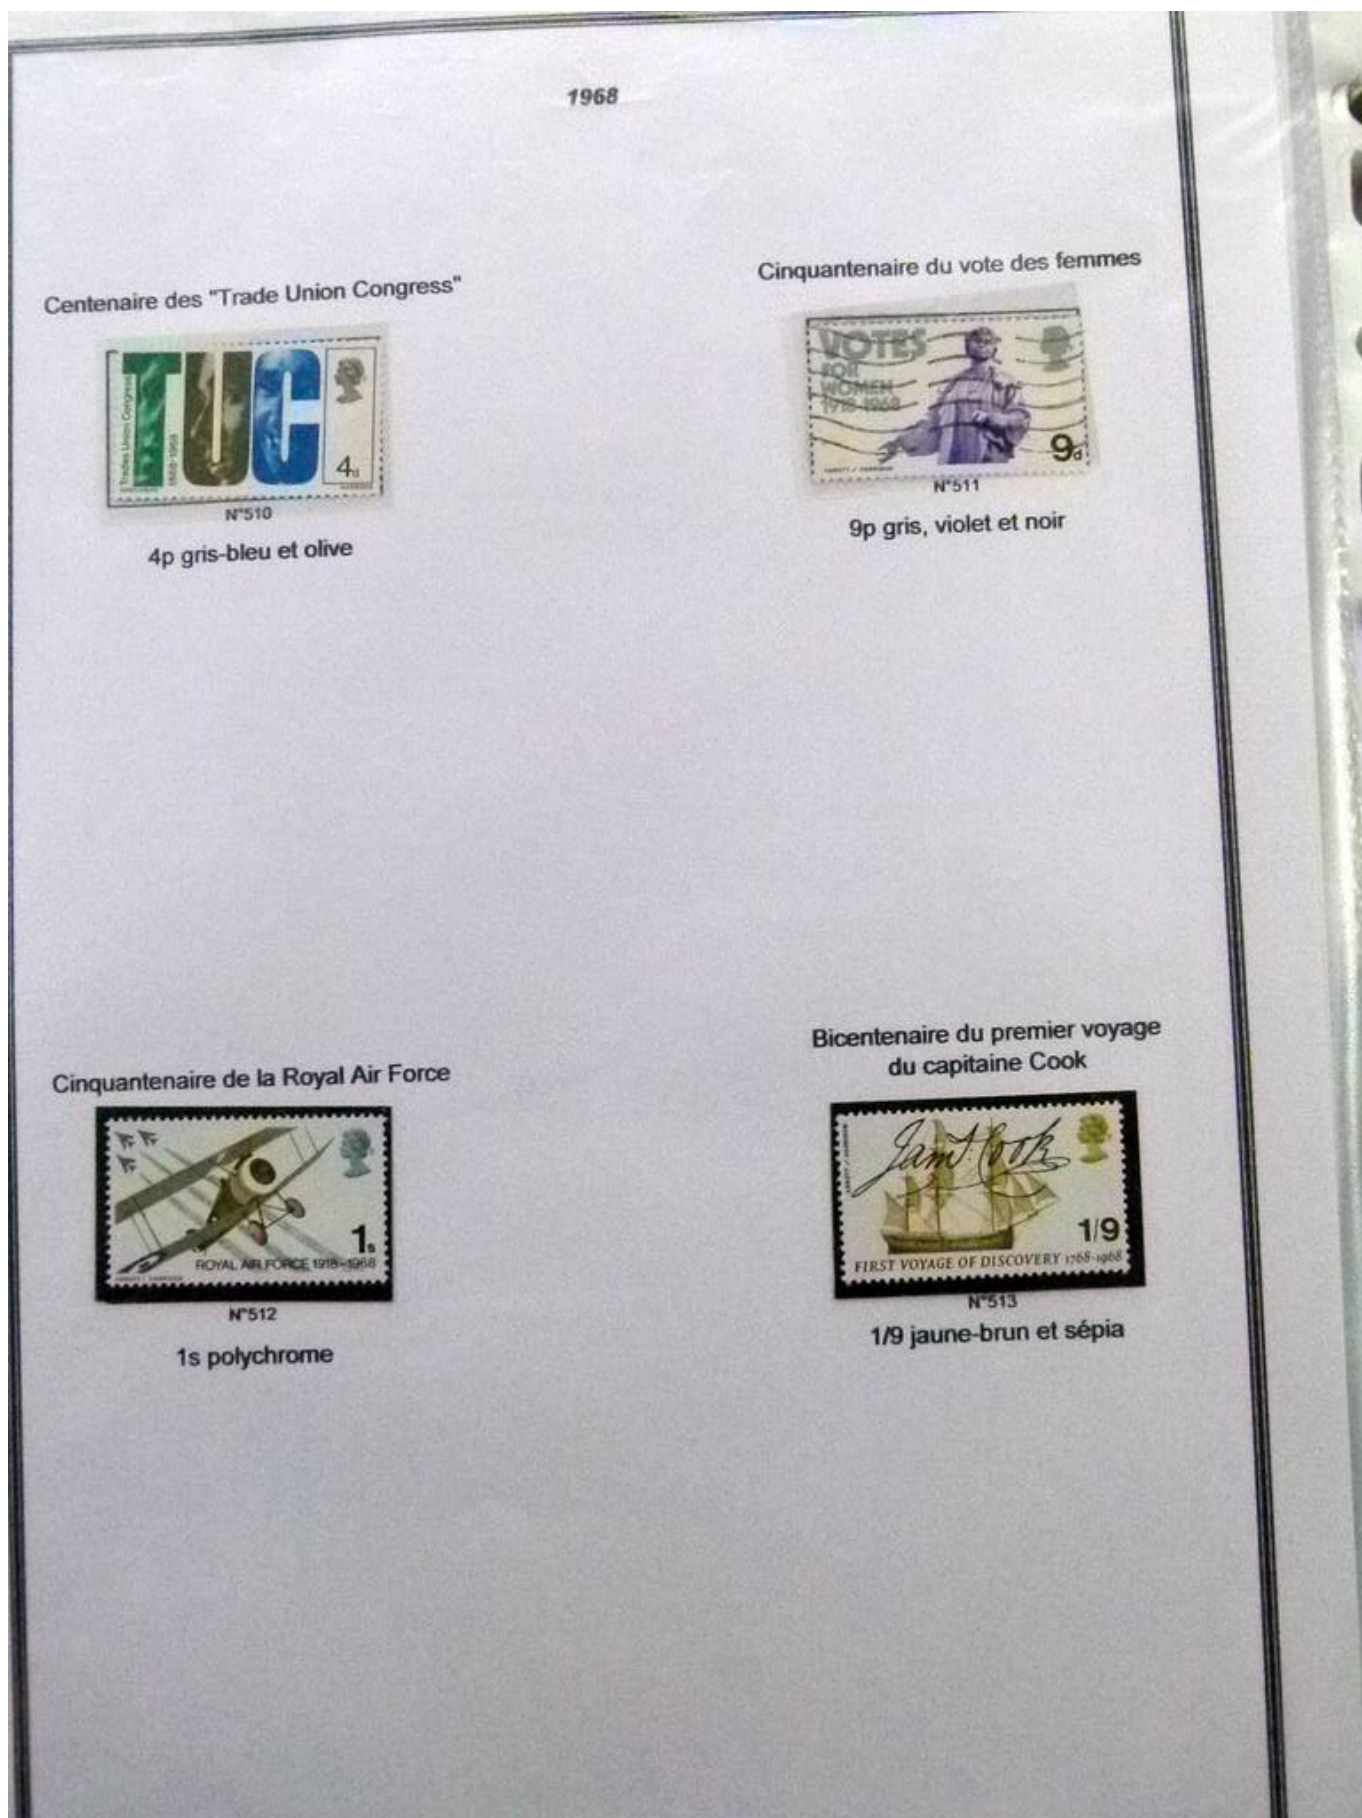 1968
Centenaire des "Trade Union Congress"
TUC
Trades Union Congress
1868-1968
4d
N°510
4p gris-bleu et olive
Cinquantenaire du vote des femmes
VOTES
FOR
WOMEN
1918-1968
9d
N°511
9p gris, violet et noir
Cinquantenaire de la Royal Air Force
1s
ROYAL AIR FORCE 1918-1968
N°512
1s polychrome
Bicentenaire du premier voyage
du capitaine Cook
Jam.s Cook
1/9
FIRST VOYAGE OF DISCOVERY 1768-1968
N°513
1/9 jaune-brun et sépia